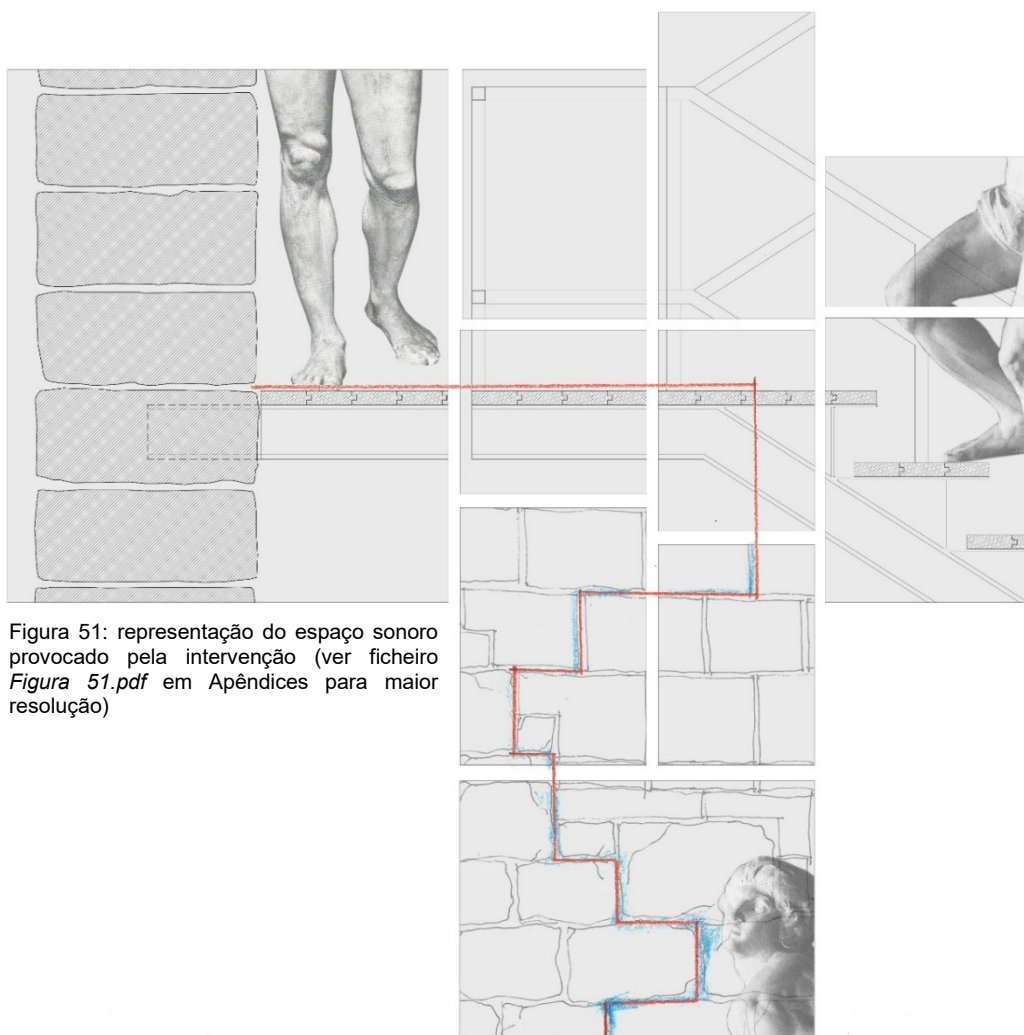 Figura 51: representação do espaço sonoro
provocado pela intervenção (ver ficheiro
Figura 51.pdf em Apêndices para maior
resolução)